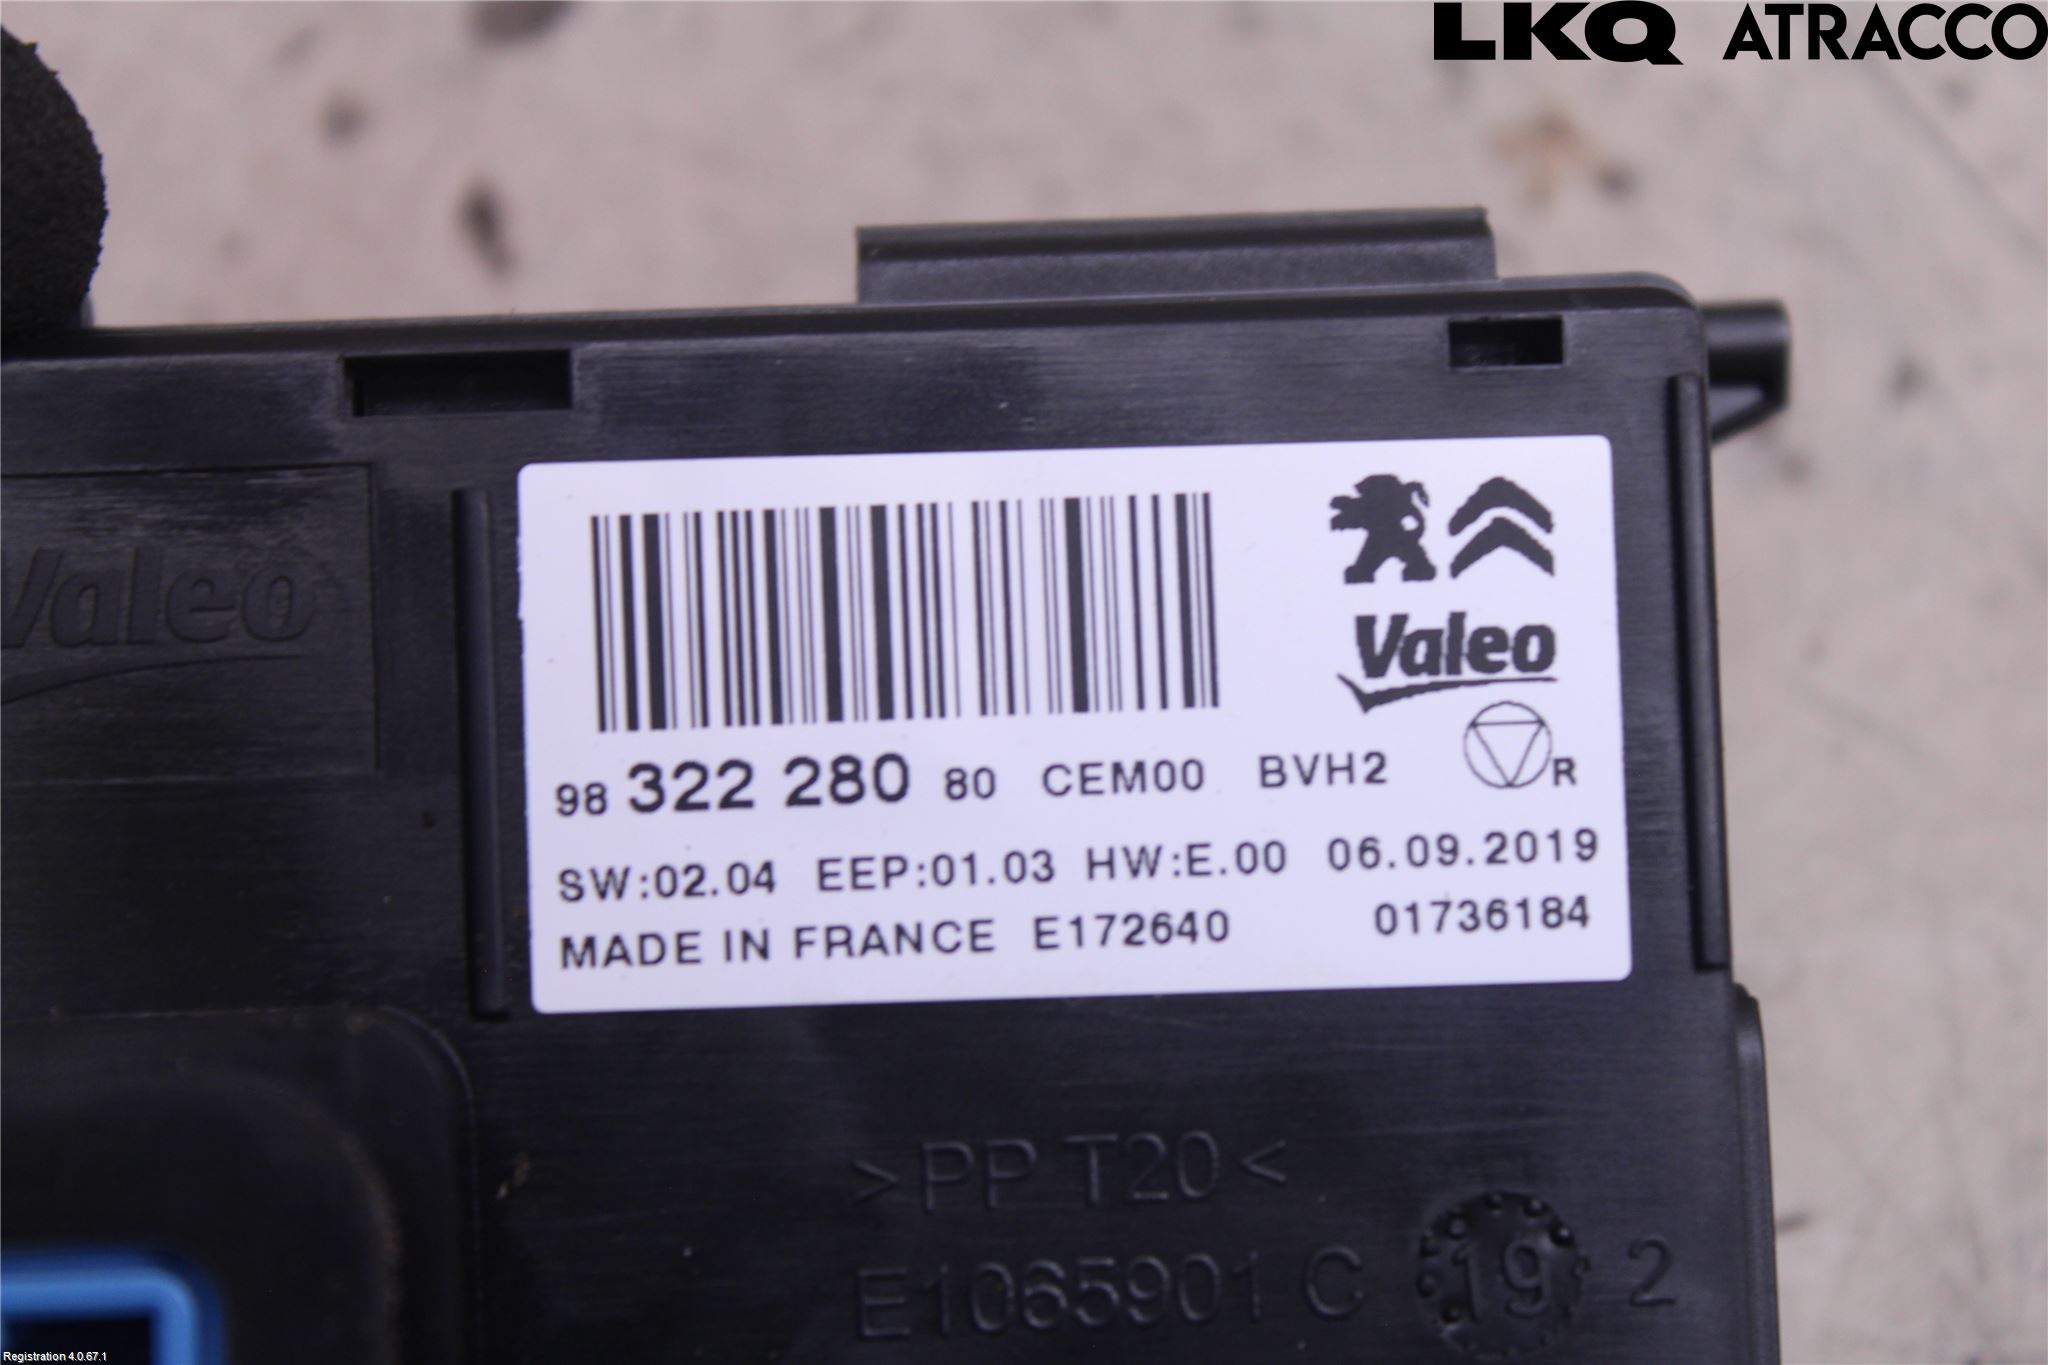 LKQ ATRACCO
Valeo
Valeo
98 322 280 80 CEM00 BVH2 R
SW:02.04 EEP:01.03 HW:E.00 06.09.2019
MADE IN FRANCE E172640 01736184
>PP T20<
E1065901 C 19 2
Registration 4.0.67.1